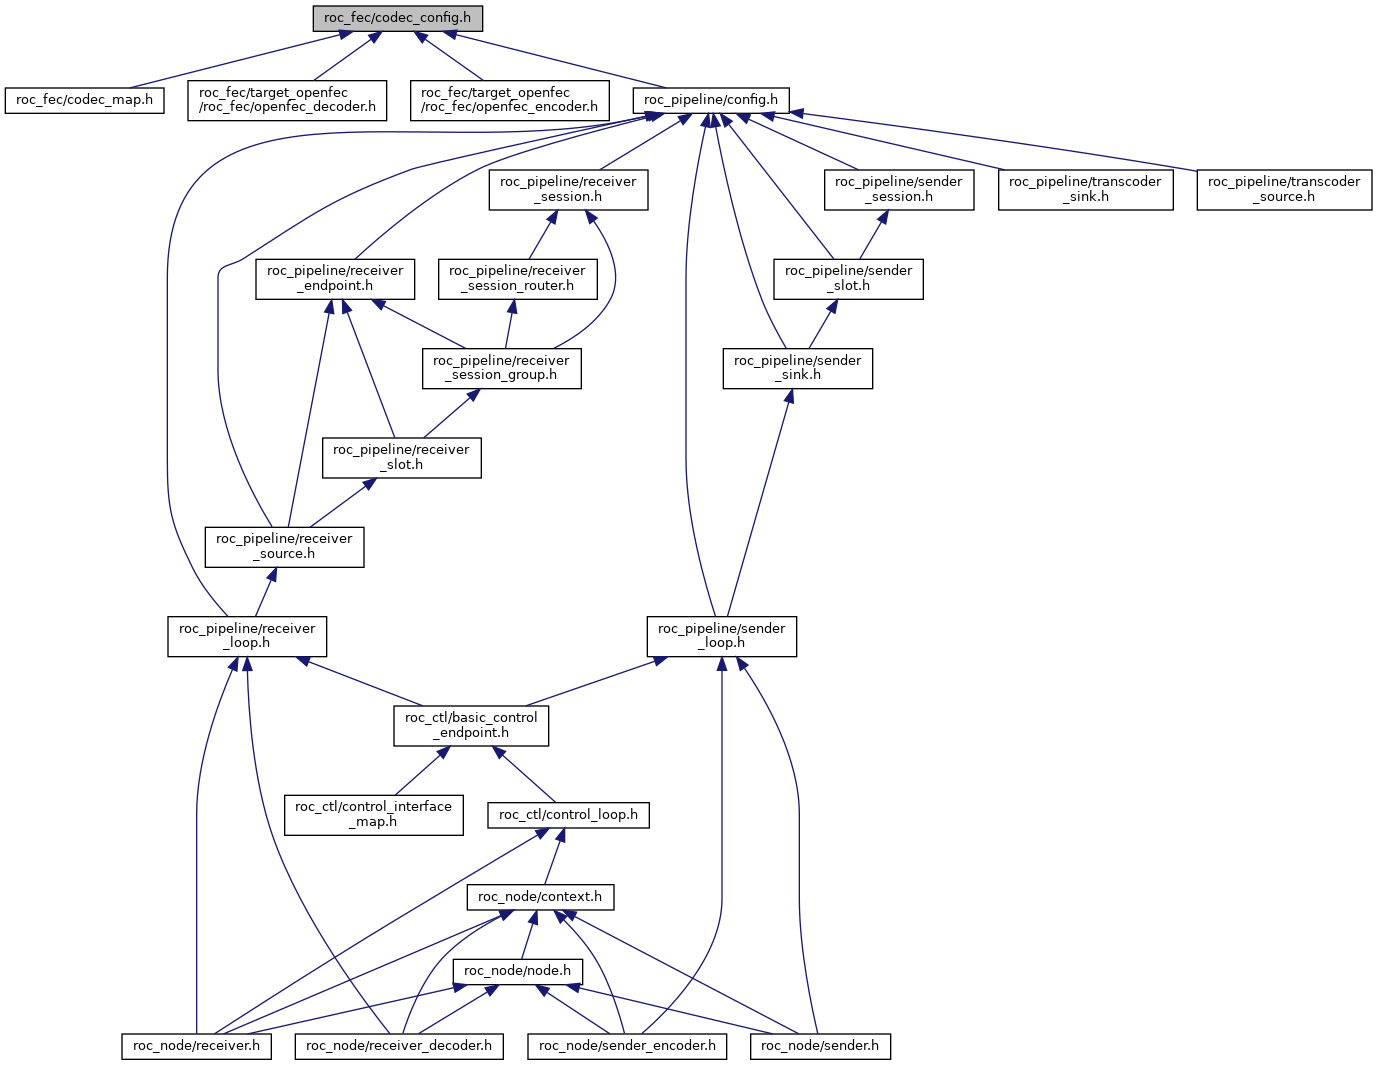 roc_fec/codec_config.h
roc_fec/codec_map.h
roc_fec/target_openfec
/roc_fec/openfec_decoder.h
roc_fec/target_openfec
/roc_fec/openfec_encoder.h
roc_pipeline/config.h
roc_pipeline/receiver
_session.h
roc_pipeline/sender
_session.h
roc_pipeline/transcoder
_sink.h
roc_pipeline/transcoder
_source.h
roc_pipeline/receiver
_endpoint.h
roc_pipeline/receiver
_session_router.h
roc_pipeline/sender
_slot.h
roc_pipeline/receiver
_session_group.h
roc_pipeline/sender
_sink.h
roc_pipeline/receiver
_slot.h
roc_pipeline/receiver
_source.h
roc_pipeline/receiver
_loop.h
roc_pipeline/sender
_loop.h
roc_ctl/basic_control
_endpoint.h
roc_ctl/control_interface
_map.h
roc_ctl/control_loop.h
roc_node/context.h
roc_node/node.h
roc_node/receiver.h
roc_node/receiver_decoder.h
roc_node/sender_encoder.h
roc_node/sender.h